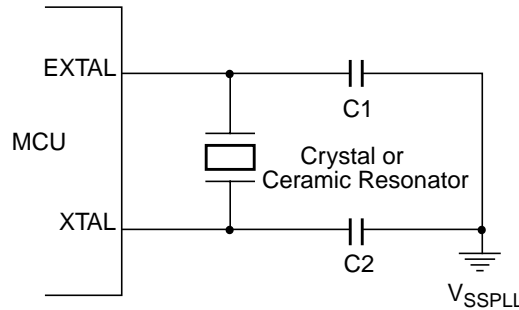 EXTAL
C1
MCU
Crystal or
Ceramic Resonator
XTAL
C2
VSSPLL